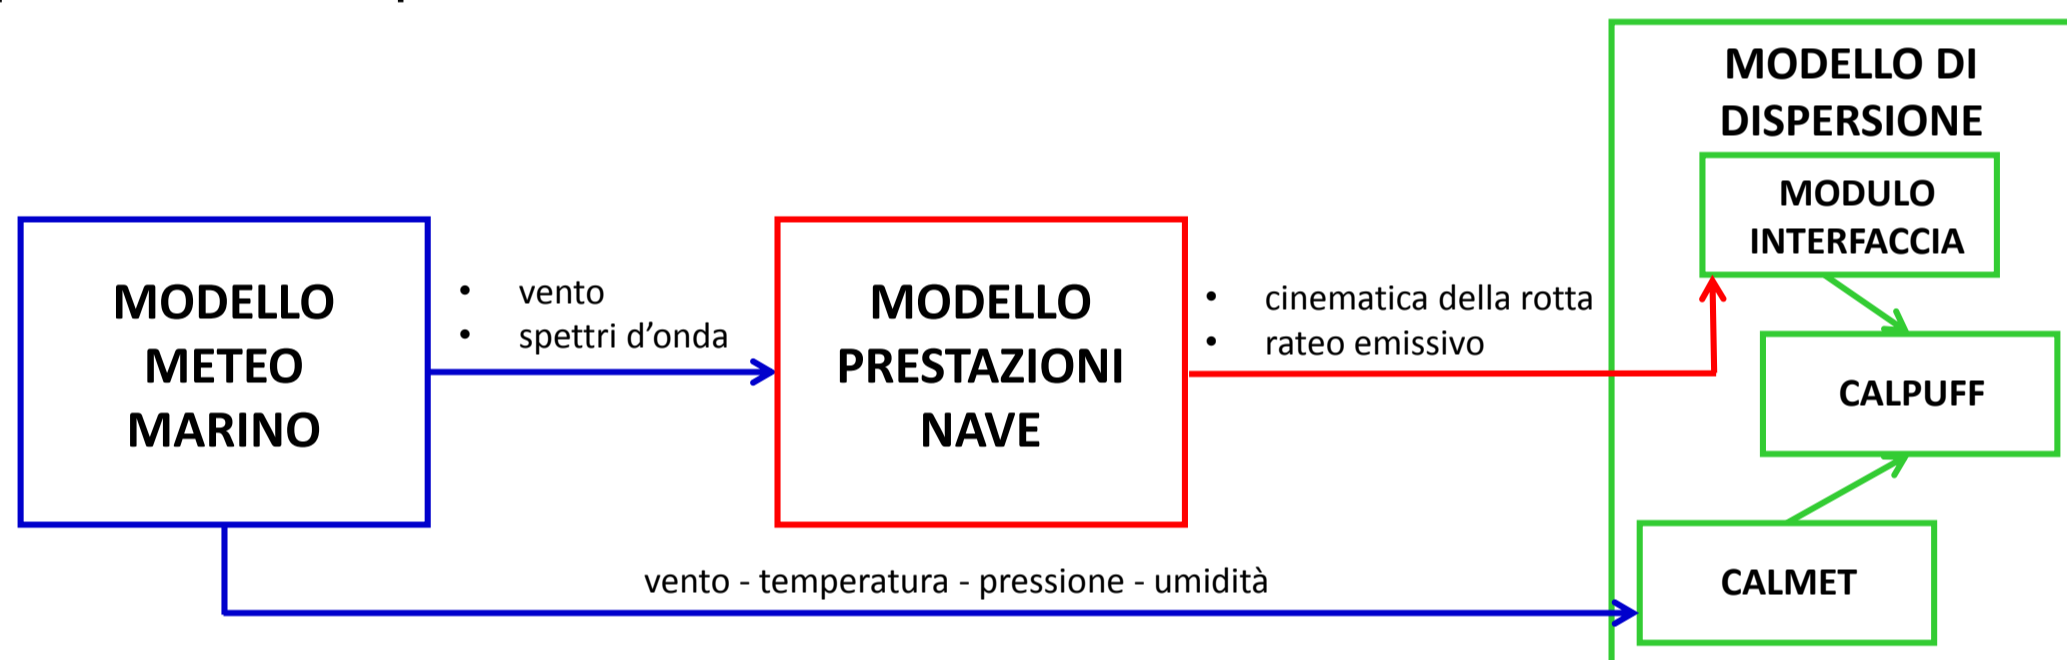 MODELLO
METEO
MARINO
• vento
• spettri d’onda
MODELLO
PRESTAZIONI
NAVE
• cinematica della rotta
• rateo emissivo
MODELLO DI
DISPERSIONE
MODULO
INTERFACCIA
CALPUFF
CALMET
vento - temperatura - pressione - umidità